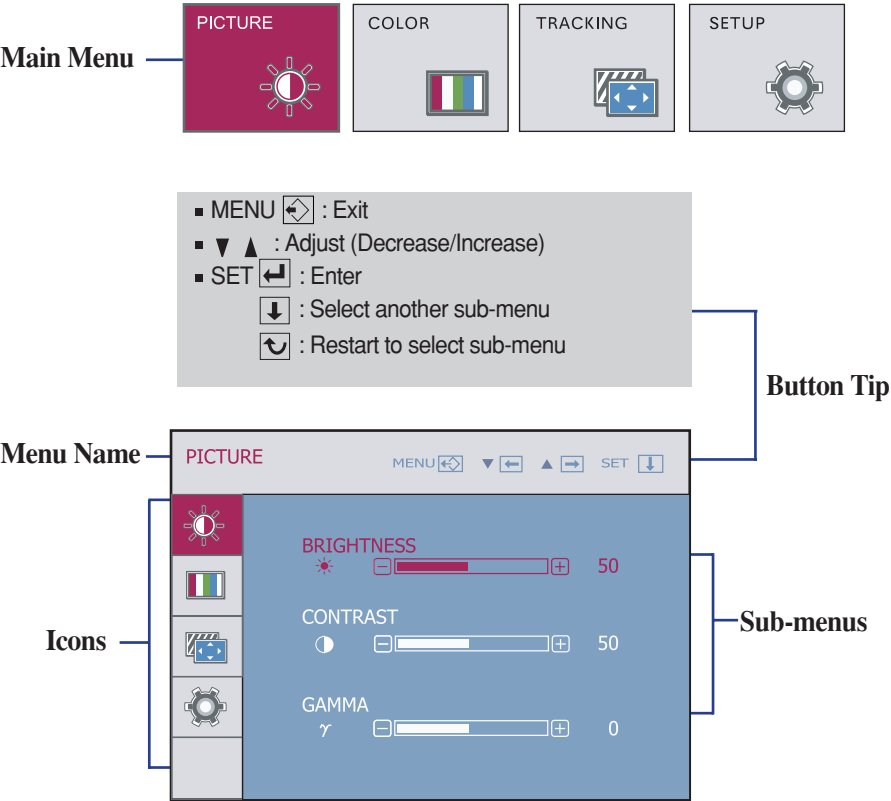 PICTURE
COLOR
TRACKING
SETUP
Main Menu
MENU : Exit
▼ ▲ : Adjust (Decrease/Increase)
SET : Enter
: Select another sub-menu
: Restart to select sub-menu
Button Tip
Menu Name
PICTURE
MENU ▼ ▲ SET
BRIGHTNESS
50
CONTRAST
50
Icons
Sub-menus
GAMMA
γ 0